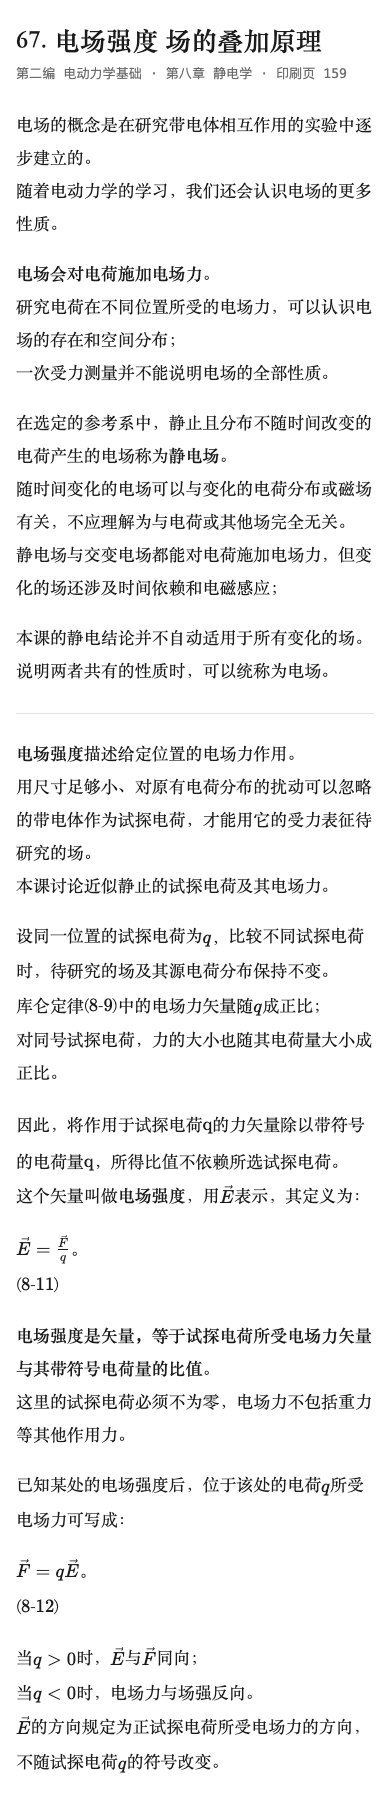 67. 电场强度 场的叠加原理
第二编 电动力学基础 · 第八章 静电学 · 印刷页 159
电场的概念是在研究带电体相互作用的实验中逐
步建立的。
随着电动力学的学习，我们还会认识电场的更多
性质。
电场会对电荷施加电场力。
研究电荷在不同位置所受的电场力，可以认识电
场的存在和空间分布；
一次受力测量并不能说明电场的全部性质。
在选定的参考系中，静止且分布不随时间改变的
电荷产生的电场称为静电场。
随时间变化的电场可以与变化的电荷分布或磁场
有关，不应理解为与电荷或其他场完全无关。
静电场与交变电场都能对电荷施加电场力，但变
化的场还涉及时间依赖和电磁感应；
本课的静电结论并不自动适用于所有变化的场。
说明两者共有的性质时，可以统称为电场。
电场强度描述给定位置的电场力作用。
用尺寸足够小、对原有电荷分布的扰动可以忽略
的带电体作为试探电荷，才能用它的受力表征待
研究的场。
本课讨论近似静止的试探电荷及其电场力。
设同一位置的试探电荷为q，比较不同试探电荷
时，待研究的场及其源电荷分布保持不变。
库仑定律(8-9)中的电场力矢量随q成正比；
对同号试探电荷，力的大小也随其电荷量大小成
正比。
因此，将作用于试探电荷q的力矢量除以带符号
的电荷量q，所得比值不依赖所选试探电荷。
这个矢量叫做电场强度，用E⃗表示，其定义为：
E⃗ = F⃗/q。
(8-11)
电场强度是矢量，等于试探电荷所受电场力矢量
与其带符号电荷量的比值。
这里的试探电荷必须不为零，电场力不包括重力
等其他作用力。
已知某处的电场强度后，位于该处的电荷q所受
电场力可写成：
F⃗ = qE⃗。
(8-12)
当q > 0时，E⃗与F⃗同向；
当q < 0时，电场力与场强反向。
E⃗的方向规定为正试探电荷所受电场力的方向，
不随试探电荷q的符号改变。